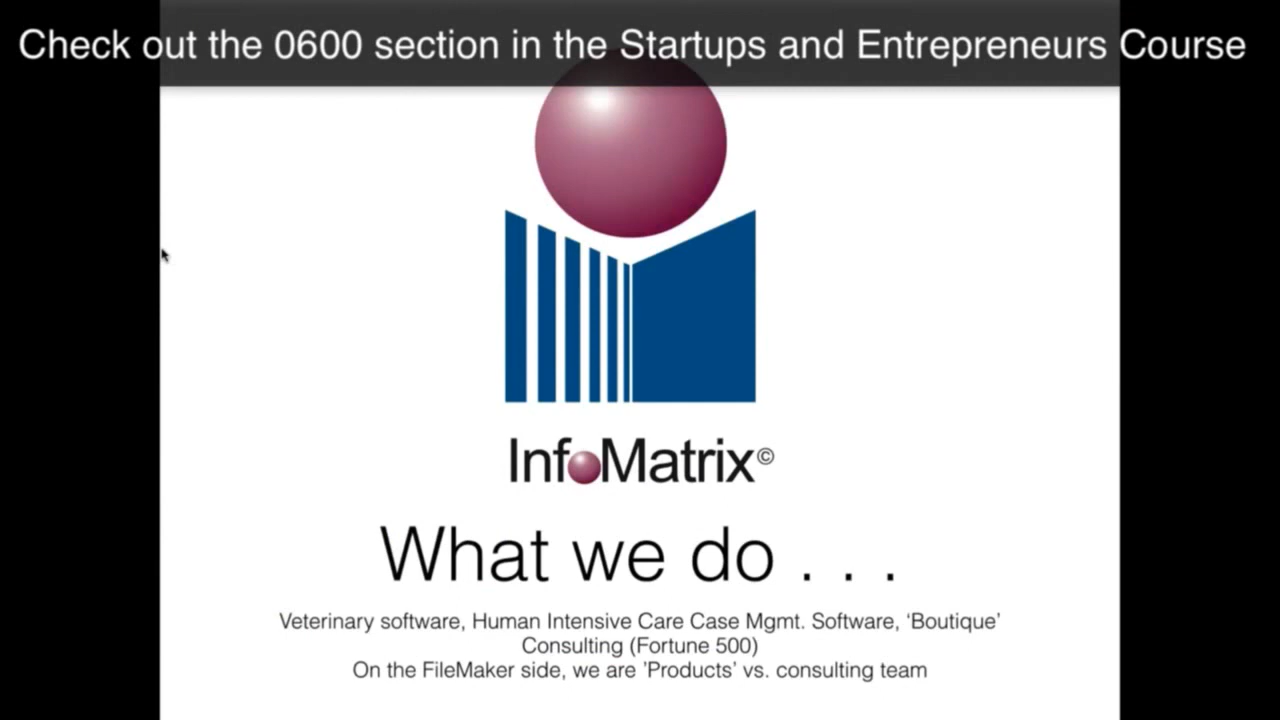 Check out the 0600 section in the Startups and Entrepreneurs Course
InfoMatrix©
What we do . . .
Veterinary software, Human Intensive Care Case Mgmt. Software, ‘Boutique’
Consulting (Fortune 500)
On the FileMaker side, we are 'Products' vs. consulting team